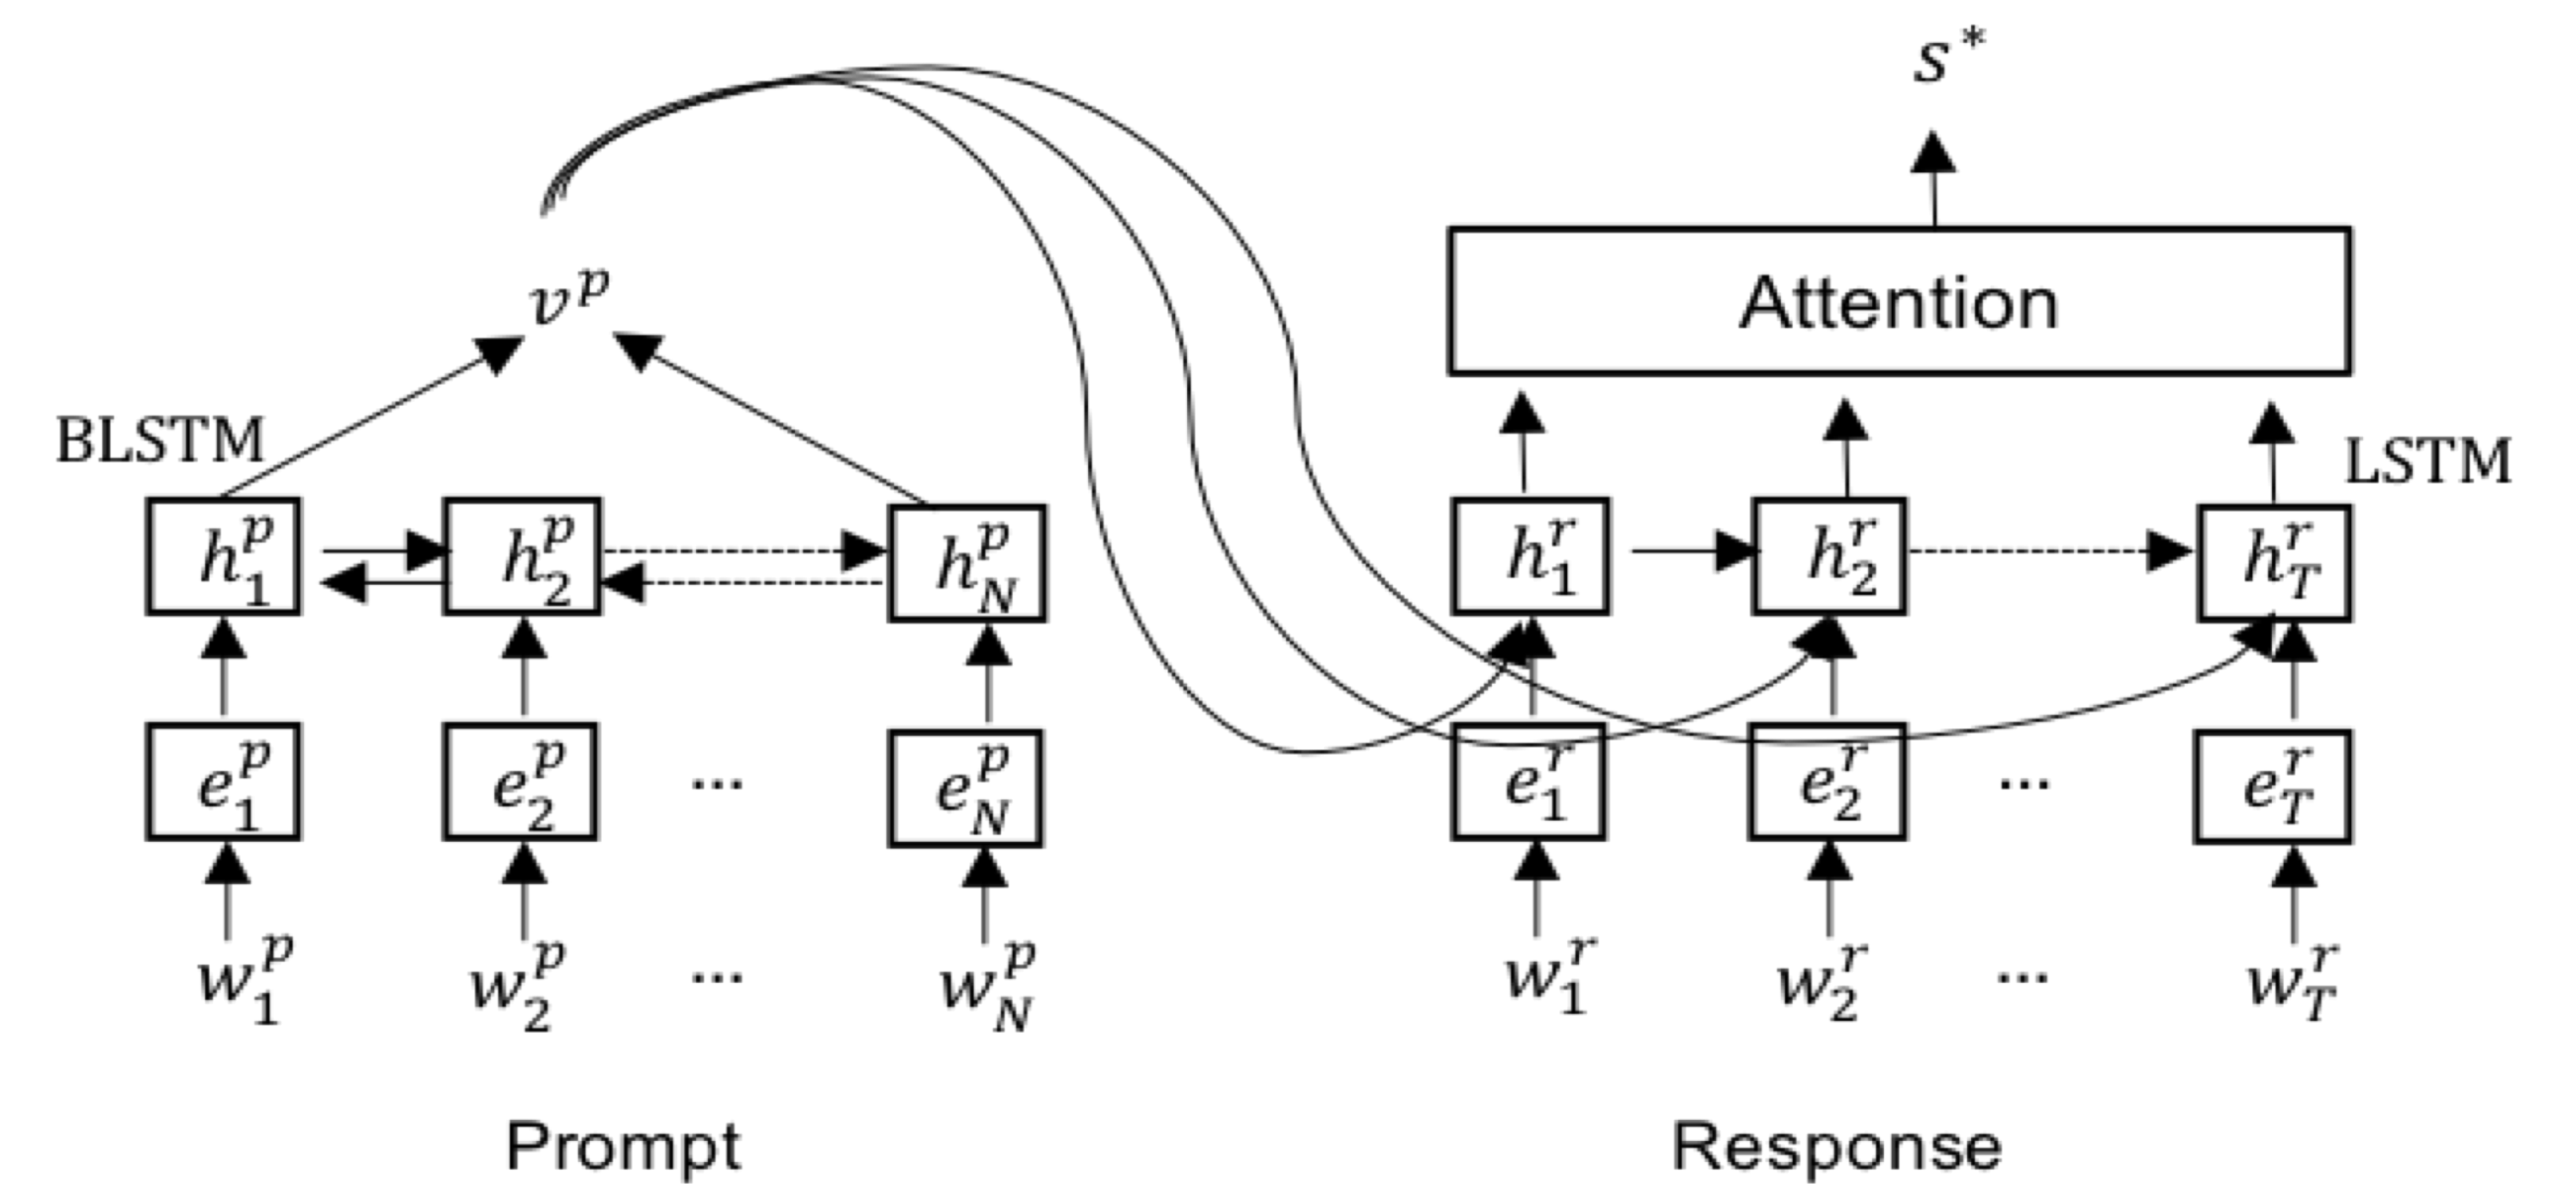 s*
v^p
Attention
BLSTM
LSTM
h_1^p h_2^p h_N^p h_1^r h_2^r h_T^r
e_1^p e_2^p ... e_N^p e_1^r e_2^r ... e_T^r
w_1^p w_2^p ... w_N^p w_1^r w_2^r ... w_T^r
Prompt Response